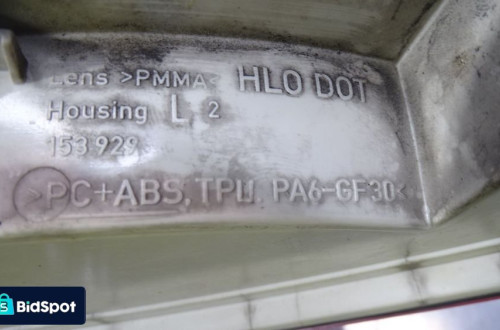 Lens >PMMA< HLO DOT
Housing L 2
153 929
>PC+ABS, TPU, PA6-GF30<
BidSpot